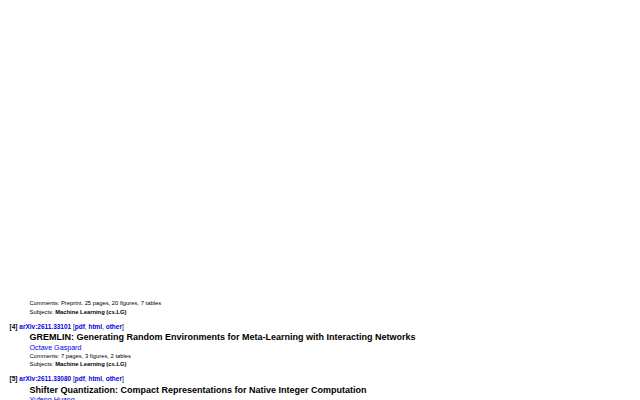 Comments: Preprint. 25 pages, 20 figures, 7 tables
Subjects: Machine Learning (cs.LG)
[4] arXiv:2611.33101 [pdf, html, other]
GREMLIN: Generating Random Environments for Meta-Learning with Interacting Networks
Octave Gaspard
Comments: 7 pages, 3 figures, 2 tables
Subjects: Machine Learning (cs.LG)
[5] arXiv:2611.33080 [pdf, html, other]
Shifter Quantization: Compact Representations for Native Integer Computation